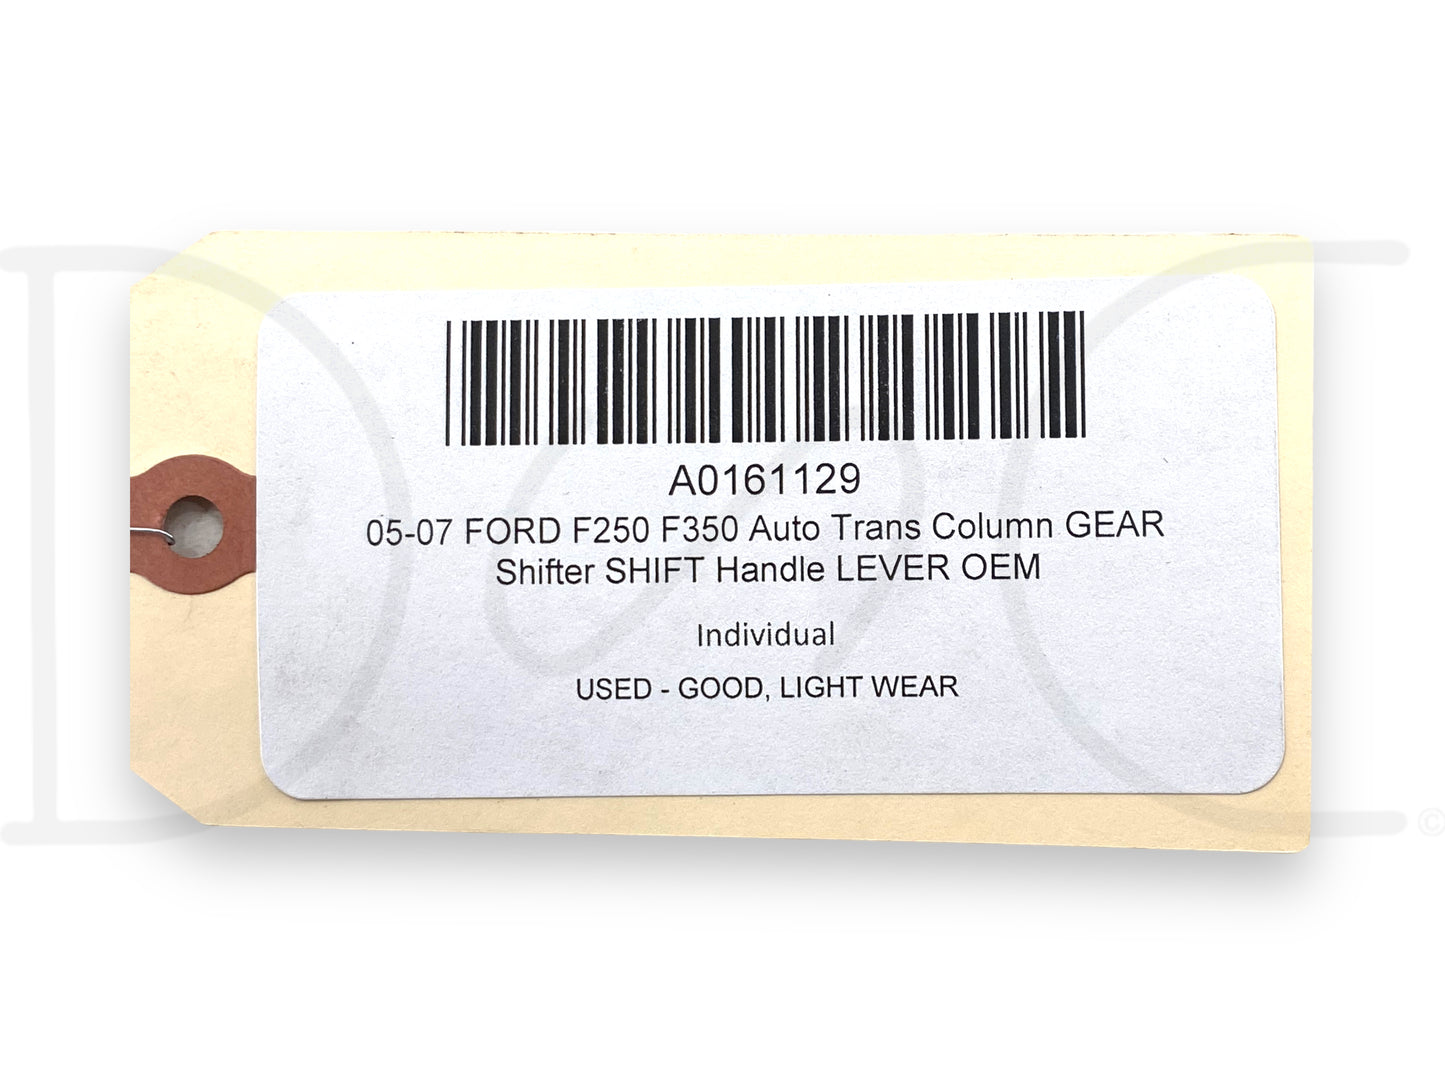 A0161129
05-07 FORD F250 F350 Auto Trans Column GEAR
Shifter SHIFT Handle LEVER OEM
Individual
USED - GOOD, LIGHT WEAR
©